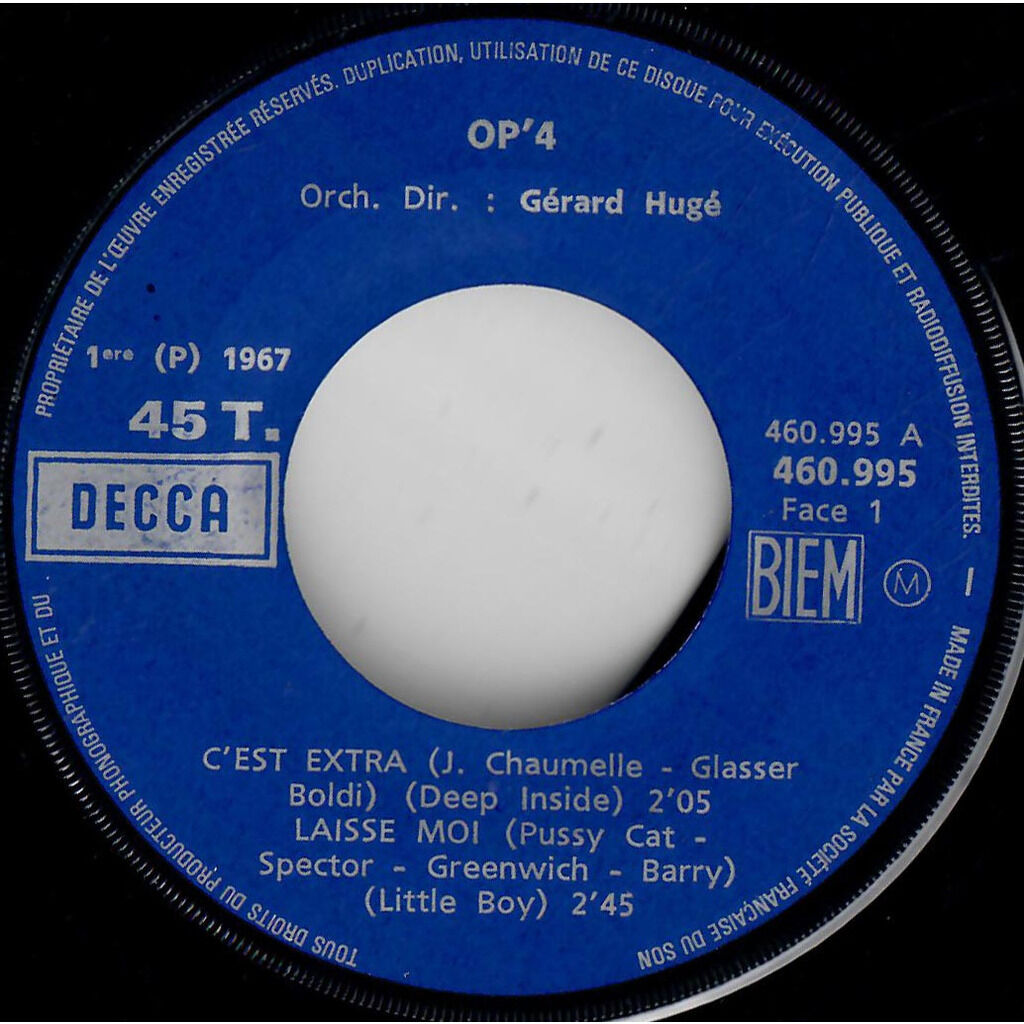 OP'4
Orch. Dir. : Gérard Hugé
1ere (P) 1967
45 T.
DECCA
460.995 A
460.995
Face 1
BIEM
M
C'EST EXTRA (J. Chaumelle - Glasser
Boldi) (Deep Inside) 2'05
LAISSE MOI (Pussy Cat -
Spector - Greenwich - Barry)
(Little Boy) 2'45
TOUS DROITS DU PRODUCTEUR PHONOGRAPHIQUE ET DU PROPRIÉTAIRE DE L'ŒUVRE ENREGISTRÉE RÉSERVÉS. DUPLICATION, UTILISATION DE CE DISQUE POUR EXÉCUTION PUBLIQUE ET RADIODIFFUSION INTERDITES. — MADE IN FRANCE PAR LA SOCIÉTÉ FRANÇAISE DU SON